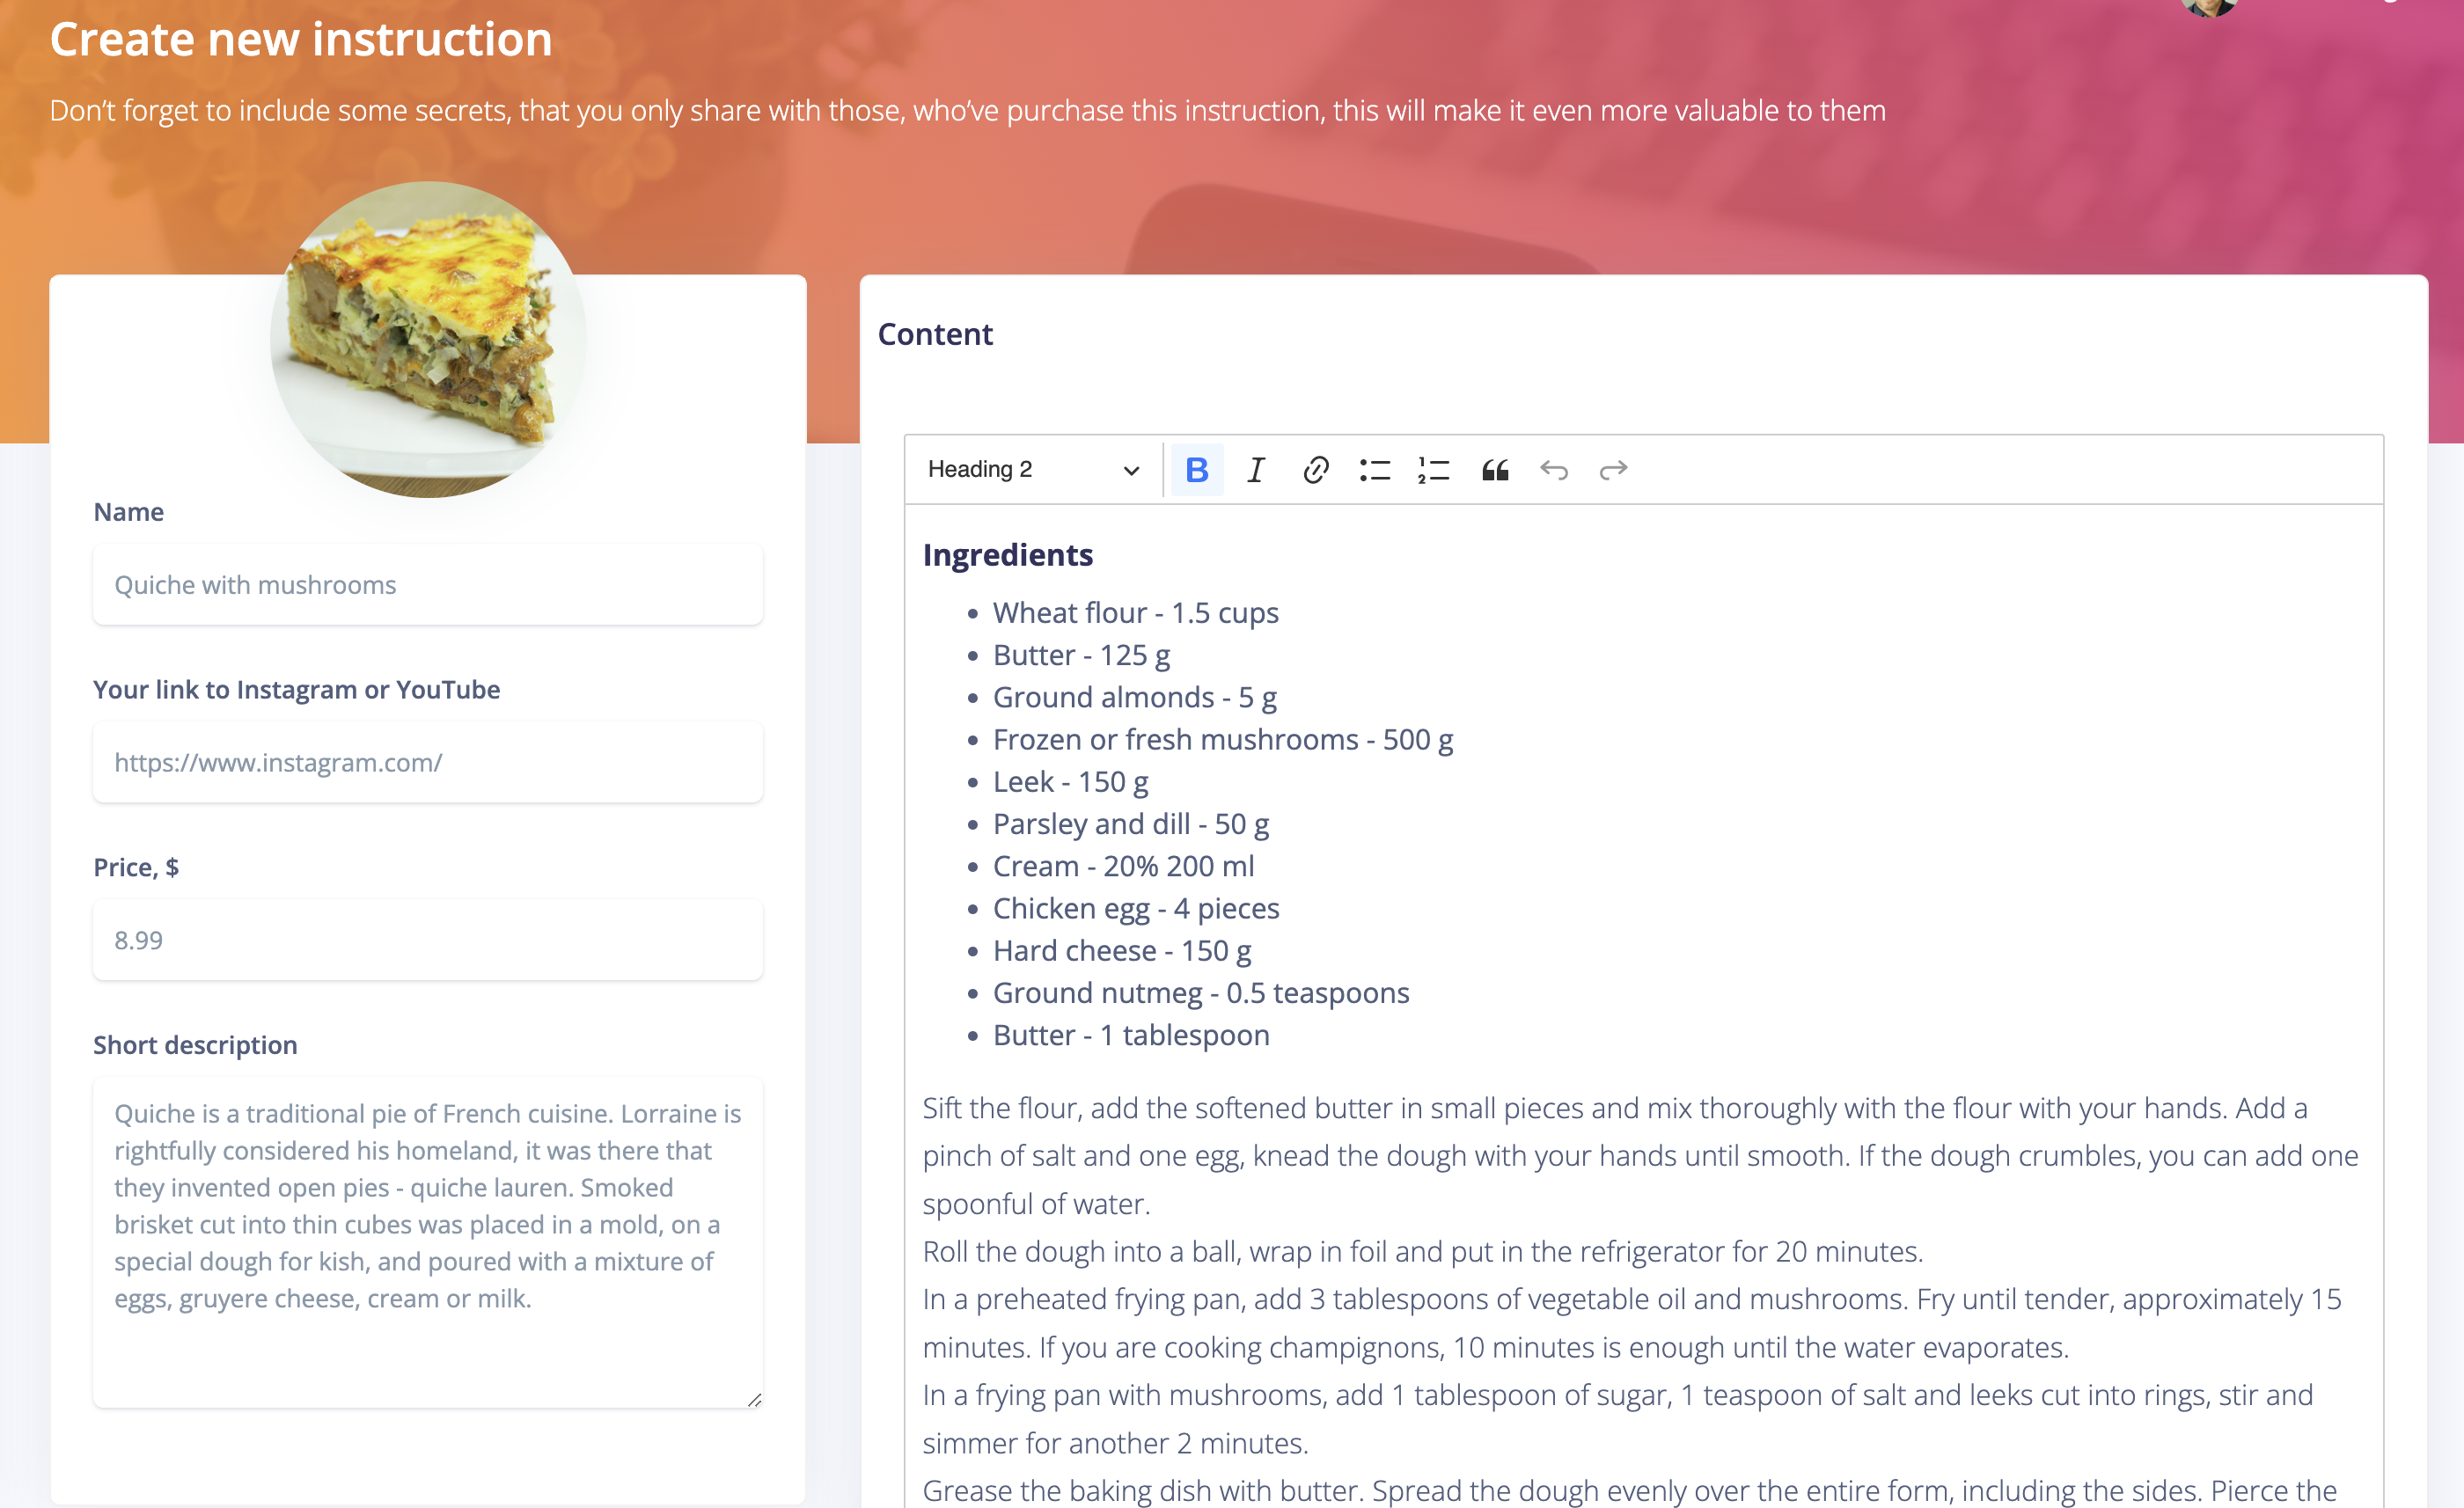 Create new instruction
Don't forget to include some secrets, that you only share with those, who've purchase this instruction, this will make it even more valuable to them
Name
Quiche with mushrooms
Your link to Instagram or YouTube
https://www.instagram.com/
Price, $
8.99
Short description
Quiche is a traditional pie of French cuisine. Lorraine is
rightfully considered his homeland, it was there that
they invented open pies - quiche lauren. Smoked
brisket cut into thin cubes was placed in a mold, on a
special dough for kish, and poured with a mixture of
eggs, gruyere cheese, cream or milk.
Content
Heading 2
Ingredients
• Wheat flour - 1.5 cups
• Butter - 125 g
• Ground almonds - 5 g
• Frozen or fresh mushrooms - 500 g
• Leek - 150 g
• Parsley and dill - 50 g
• Cream - 20% 200 ml
• Chicken egg - 4 pieces
• Hard cheese - 150 g
• Ground nutmeg - 0.5 teaspoons
• Butter - 1 tablespoon
Sift the flour, add the softened butter in small pieces and mix thoroughly with the flour with your hands. Add a
pinch of salt and one egg, knead the dough with your hands until smooth. If the dough crumbles, you can add one
spoonful of water.
Roll the dough into a ball, wrap in foil and put in the refrigerator for 20 minutes.
In a preheated frying pan, add 3 tablespoons of vegetable oil and mushrooms. Fry until tender, approximately 15
minutes. If you are cooking champignons, 10 minutes is enough until the water evaporates.
In a frying pan with mushrooms, add 1 tablespoon of sugar, 1 teaspoon of salt and leeks cut into rings, stir and
simmer for another 2 minutes.
Grease the baking dish with butter. Spread the dough evenly over the entire form, including the sides. Pierce the